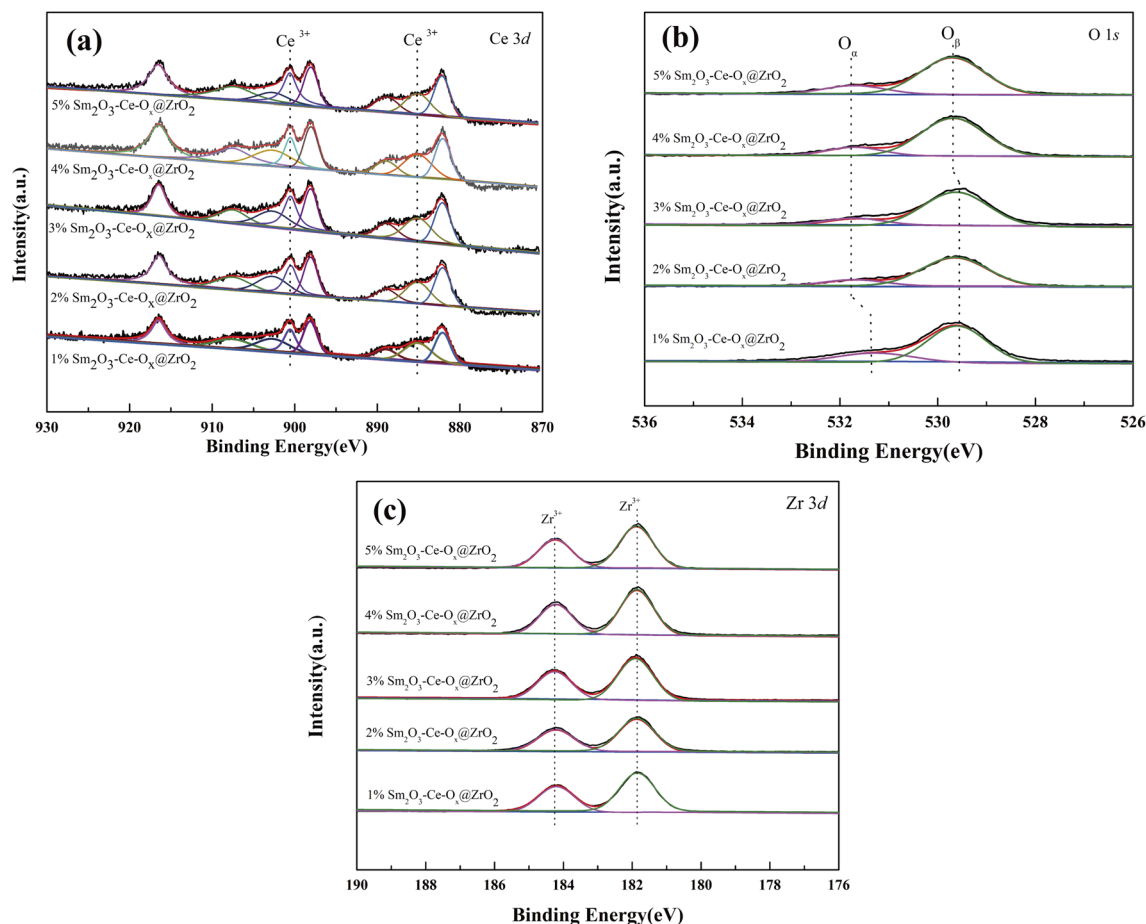 (a)
Ce 3+
Ce 3+
Ce 3d
5% Sm2O3-Ce-Ox@ZrO2
4% Sm2O3-Ce-Ox@ZrO2
3% Sm2O3-Ce-Ox@ZrO2
2% Sm2O3-Ce-Ox@ZrO2
1% Sm2O3-Ce-Ox@ZrO2
Intensity(a.u.)
930 920 910 900 890 880 870
Binding Energy(eV)
(b)
Oα
Oβ
O 1s
5% Sm2O3-Ce-Ox@ZrO2
4% Sm2O3-Ce-Ox@ZrO2
3% Sm2O3-Ce-Ox@ZrO2
2% Sm2O3-Ce-Ox@ZrO2
1% Sm2O3-Ce-Ox@ZrO2
Intensity(a.u.)
536 534 532 530 528 526
Binding Energy(eV)
(c)
Zr3+
Zr3+
Zr 3d
5% Sm2O3-Ce-Ox@ZrO2
4% Sm2O3-Ce-Ox@ZrO2
3% Sm2O3-Ce-Ox@ZrO2
2% Sm2O3-Ce-Ox@ZrO2
1% Sm2O3-Ce-Ox@ZrO2
Intensity(a.u.)
190 188 186 184 182 180 178 176
Binding Energy(eV)